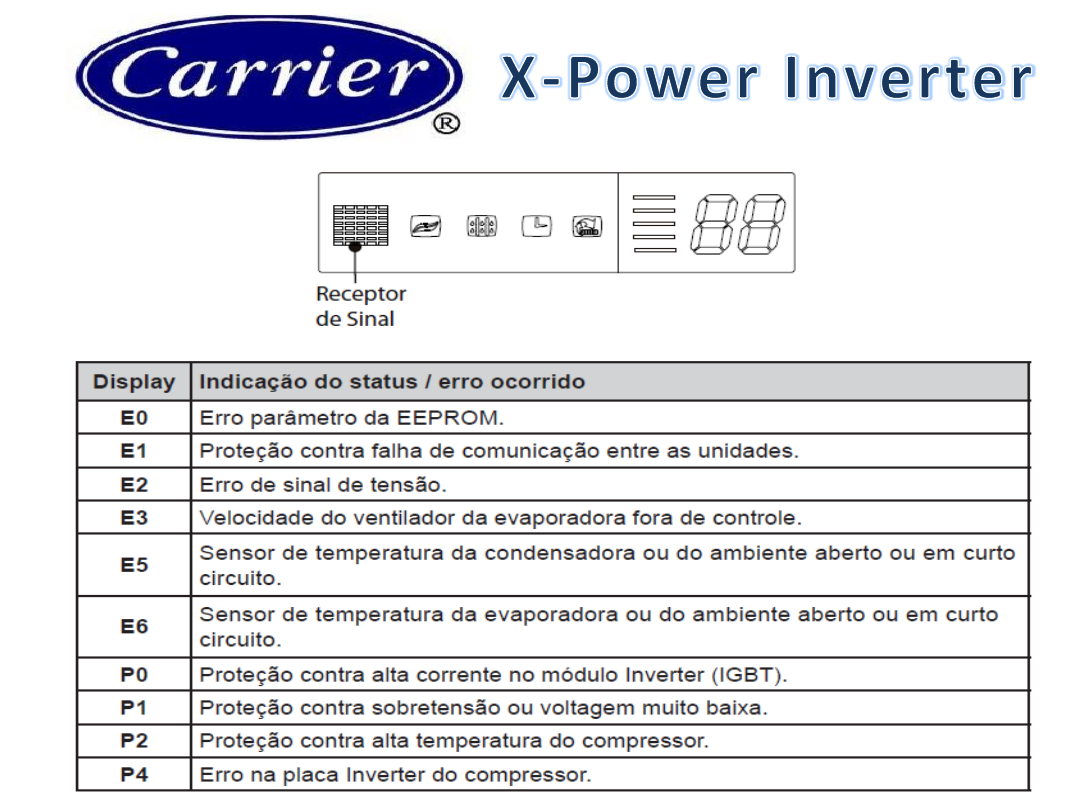 Carrier
®
X-Power Inverter
88
Receptor
de Sinal
Display Indicação do status / erro ocorrido
E0 Erro parâmetro da EEPROM.
E1 Proteção contra falha de comunicação entre as unidades.
E2 Erro de sinal de tensão.
E3 Velocidade do ventilador da evaporadora fora de controle.
E5 Sensor de temperatura da condensadora ou do ambiente aberto ou em curto
circuito.
E6 Sensor de temperatura da evaporadora ou do ambiente aberto ou em curto
circuito.
P0 Proteção contra alta corrente no módulo Inverter (IGBT).
P1 Proteção contra sobretensão ou voltagem muito baixa.
P2 Proteção contra alta temperatura do compressor.
P4 Erro na placa Inverter do compressor.